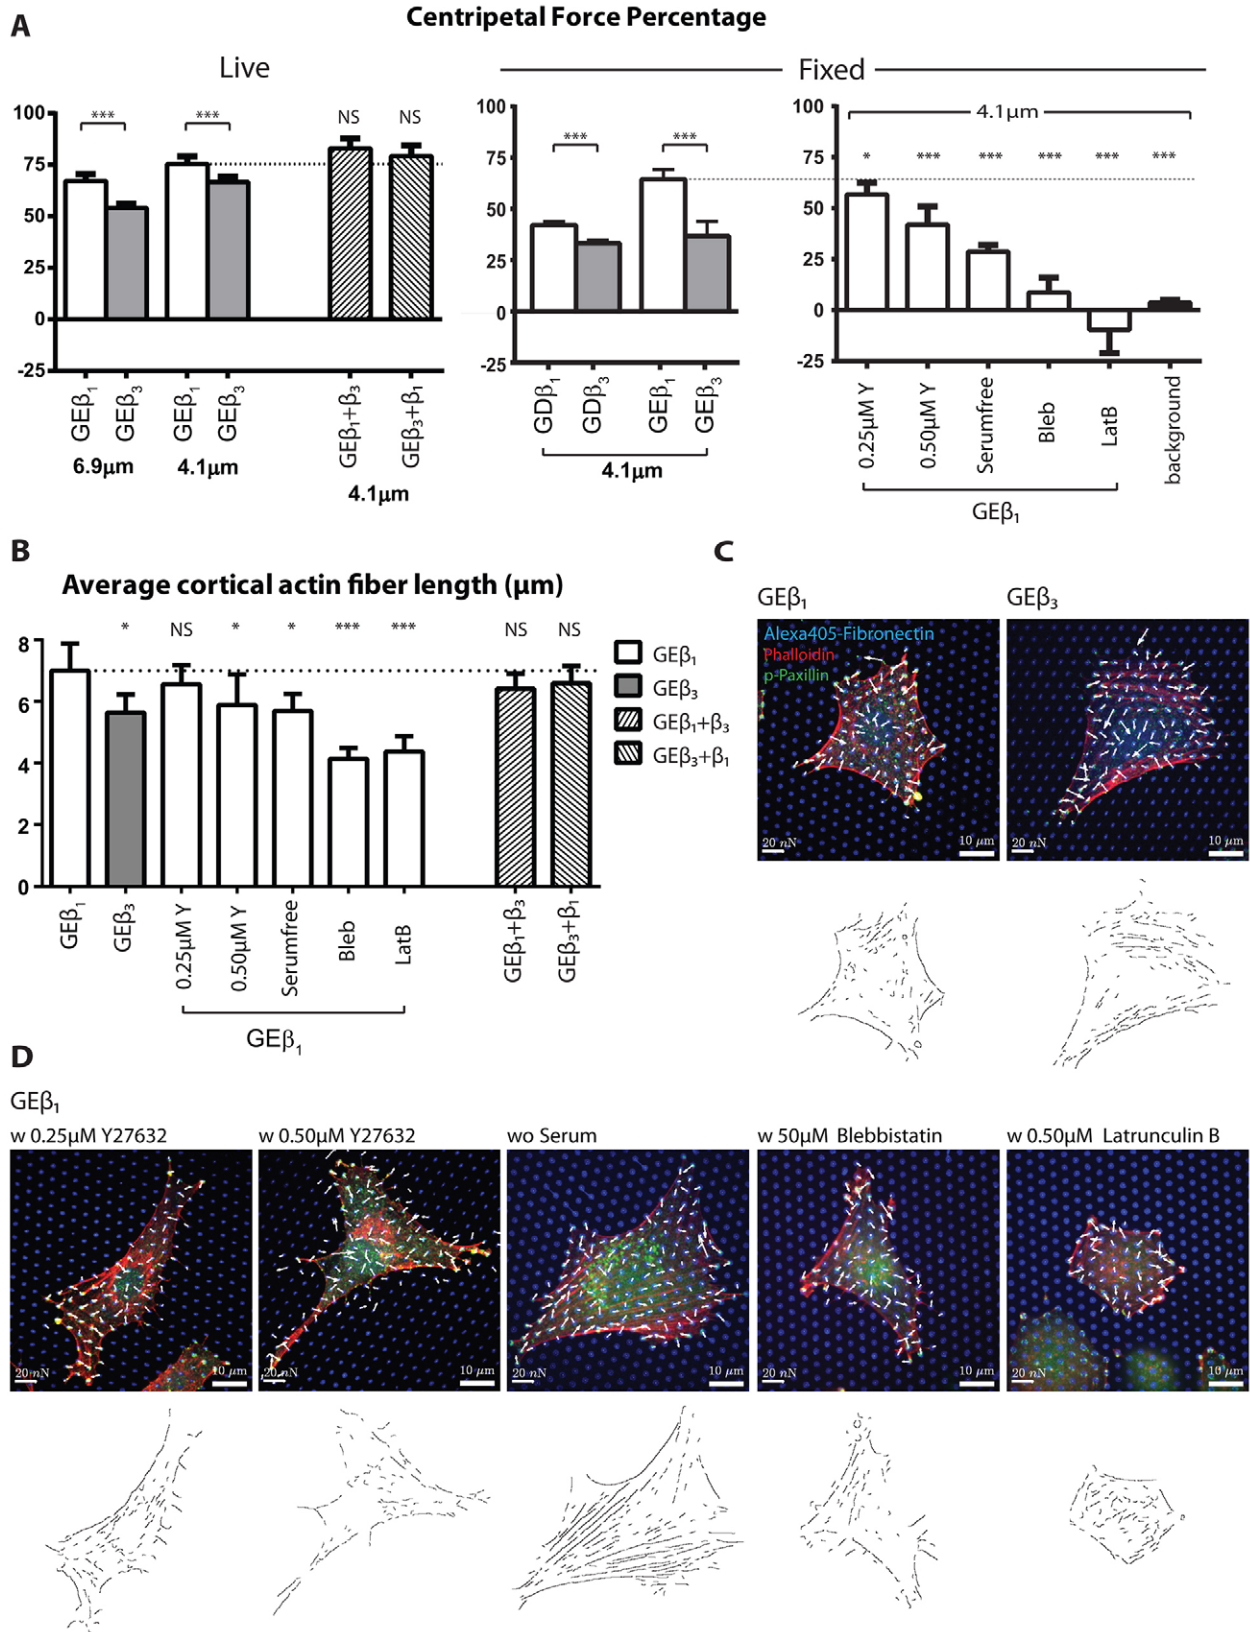 A
Centripetal Force Percentage
Live
Fixed
100
75
50
25
0
-25
***
***
NS
NS
GEβ1
GEβ3
GEβ1
GEβ3
GEβ1+β3
GEβ3+β1
6.9μm
4.1μm
4.1μm
100
75
50
25
0
-25
***
***
GDβ1
GDβ3
GEβ1
GEβ3
4.1μm
100
75
50
25
0
-25
4.1μm
* *** *** *** *** ***
0.25μM Y
0.50μM Y
Serumfree
Bleb
LatB
background
GEβ1
B
Average cortical actin fiber length (μm)
8
6
4
2
0
* NS * * *** *** NS NS
GEβ1
GEβ3
0.25μM Y
0.50μM Y
Serumfree
Bleb
LatB
GEβ1+β3
GEβ3+β1
GEβ1
GEβ1
GEβ3
GEβ1+β3
GEβ3+β1
C
GEβ1
Alexa405-Fibronectin
Phalloidin
p-Paxillin
20 nN
10 μm
GEβ3
20 nN
10 μm
D
GEβ1
w 0.25μM Y27632
20 nN
10 μm
w 0.50μM Y27632
20 nN
10 μm
wo Serum
20 nN
10 μm
w 50μM Blebbistatin
20 nN
10 μm
w 0.50μM Latrunculin B
20 nN
10 μm